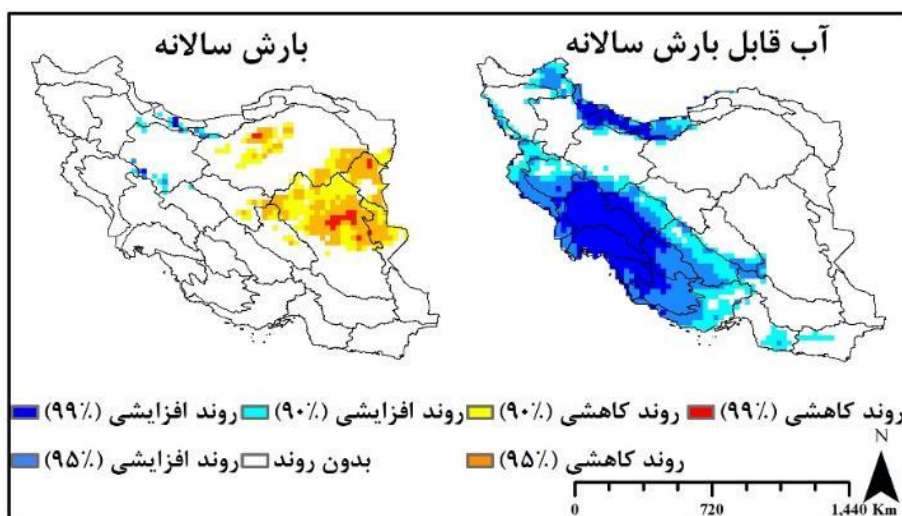 آب قابل بارش سالانه
بارش سالانه
روند کاهشی (۹۹٪) روند کاهشی (۹۰٪) روند افزایشی (۹۰٪) روند افزایشی (۹۹٪)
روند کاهشی (۹۵٪) بدون روند روند افزایشی (۹۵٪)
N
0 720 1,440 Km